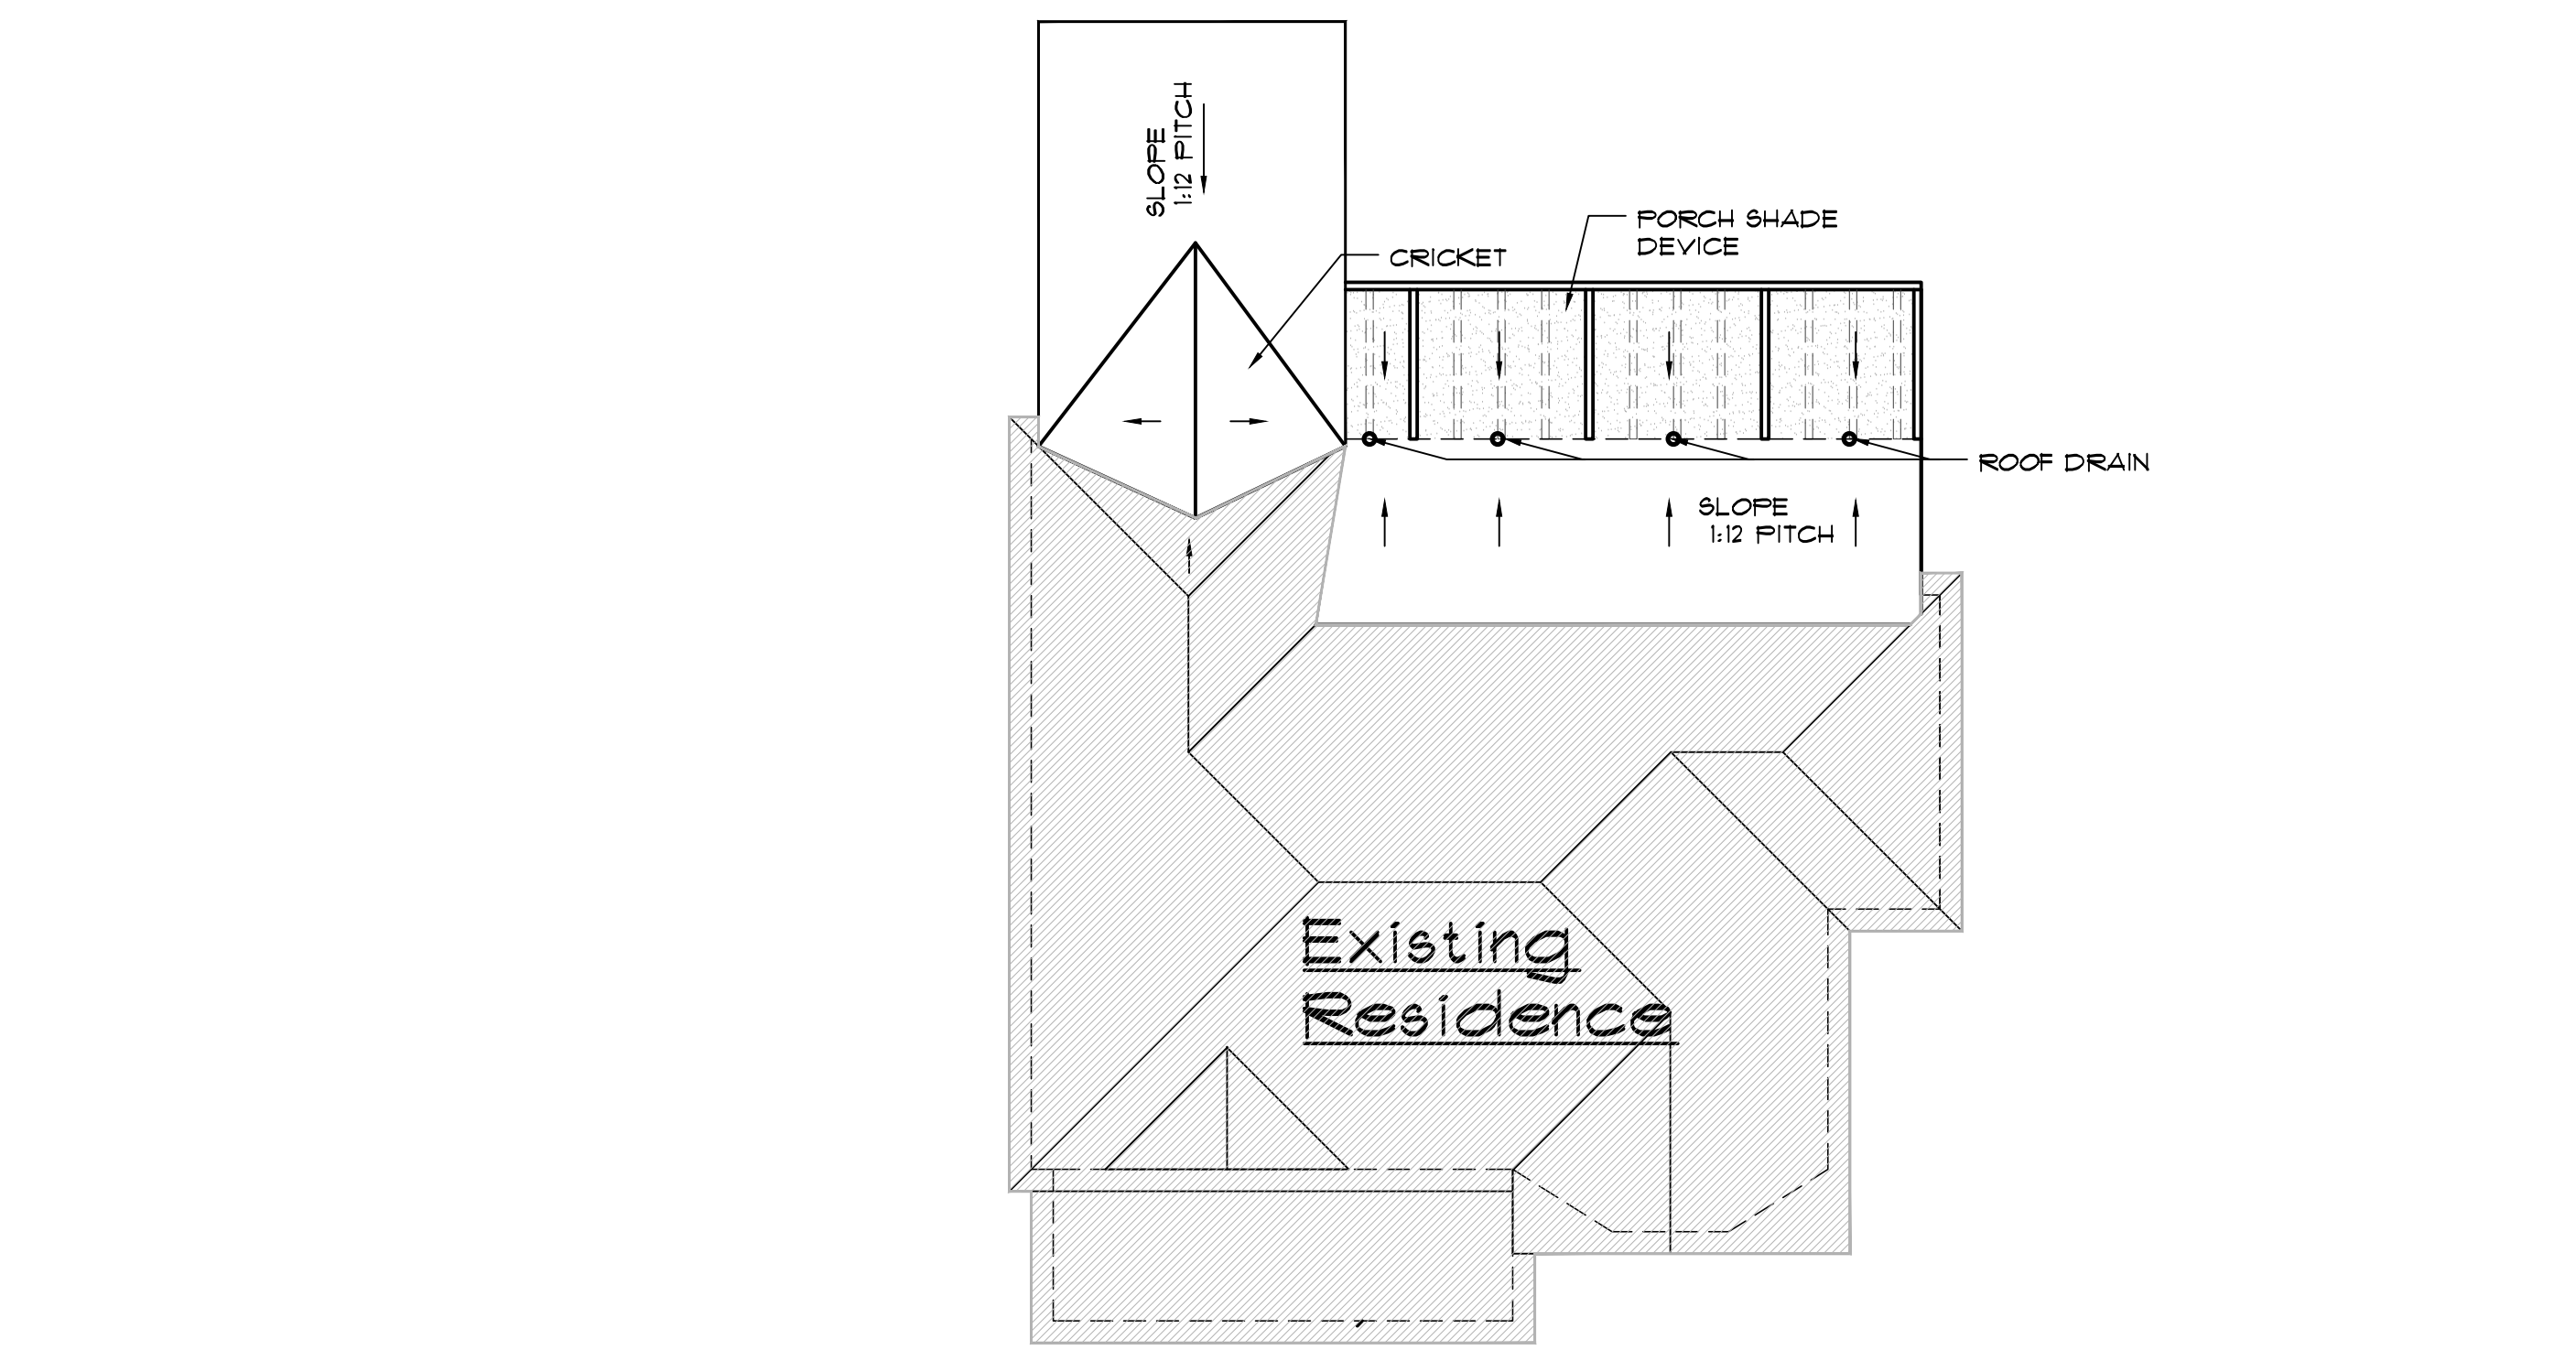 SLOPE
1:12 PITCH
PORCH SHADE
DEVICE
CRICKET
ROOF DRAIN
SLOPE
1:12 PITCH
Existing
Residence